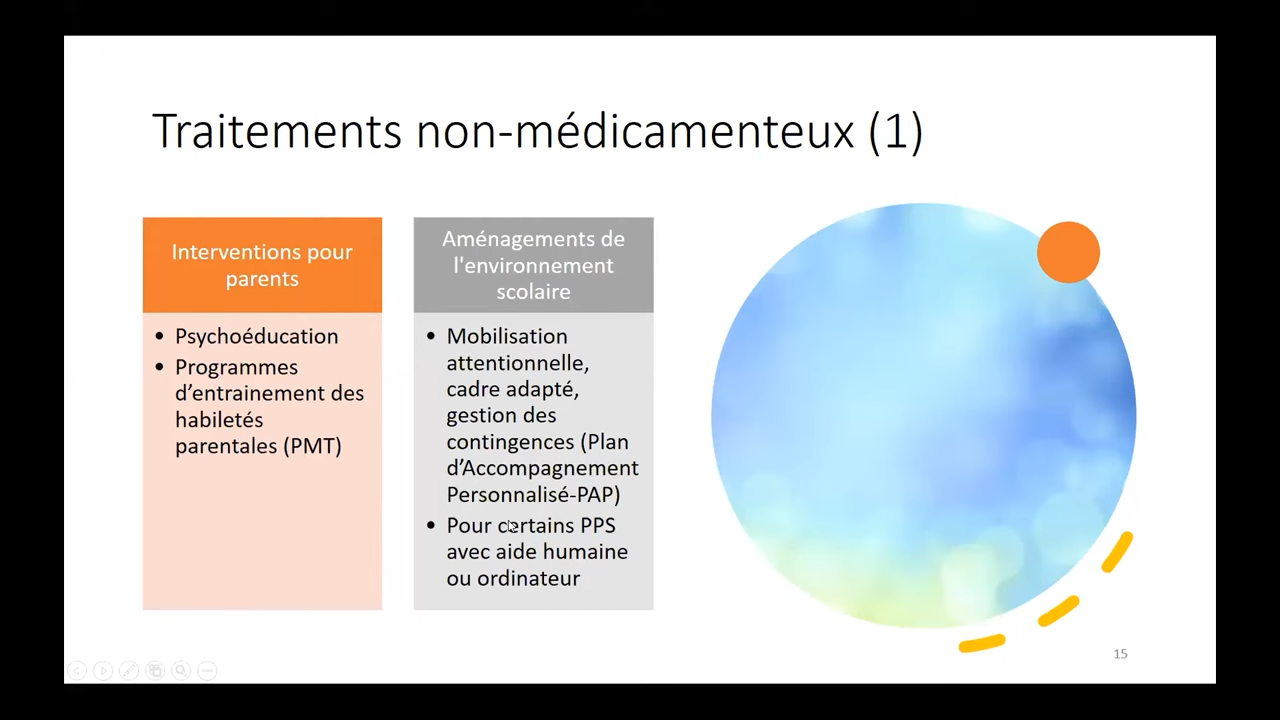 Traitements non-médicamenteux (1)
Interventions pour
parents
• Psychoéducation
• Programmes
d’entrainement des
habiletés
parentales (PMT)
Aménagements de
l'environnement
scolaire
• Mobilisation
attentionnelle,
cadre adapté,
gestion des
contingences (Plan
d’Accompagnement
Personnalisé-PAP)
• Pour certains PPS
avec aide humaine
ou ordinateur
15